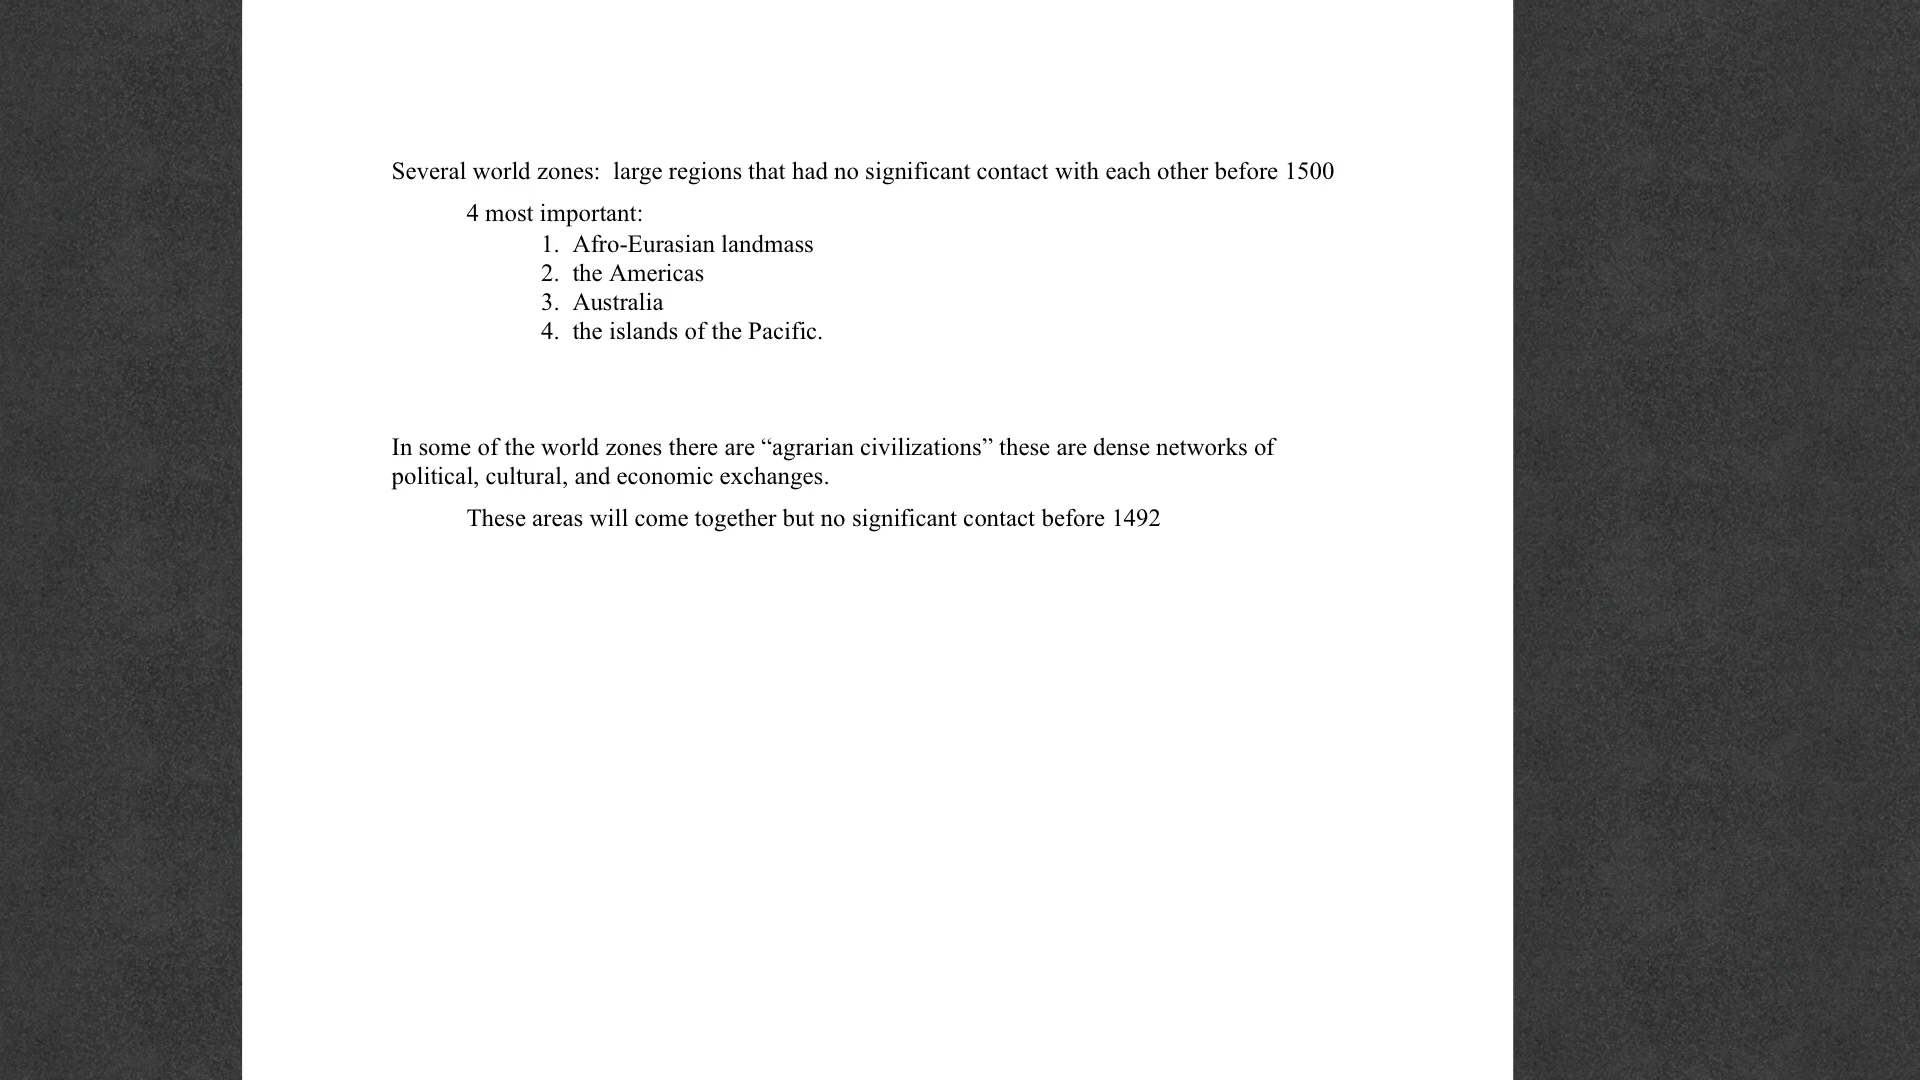 Several world zones:  large regions that had no significant contact with each other before 1500
4 most important:
1.  Afro-Eurasian landmass
2.  the Americas
3.  Australia
4.  the islands of the Pacific.
In some of the world zones there are “agrarian civilizations” these are dense networks of
political, cultural, and economic exchanges.
These areas will come together but no significant contact before 1492